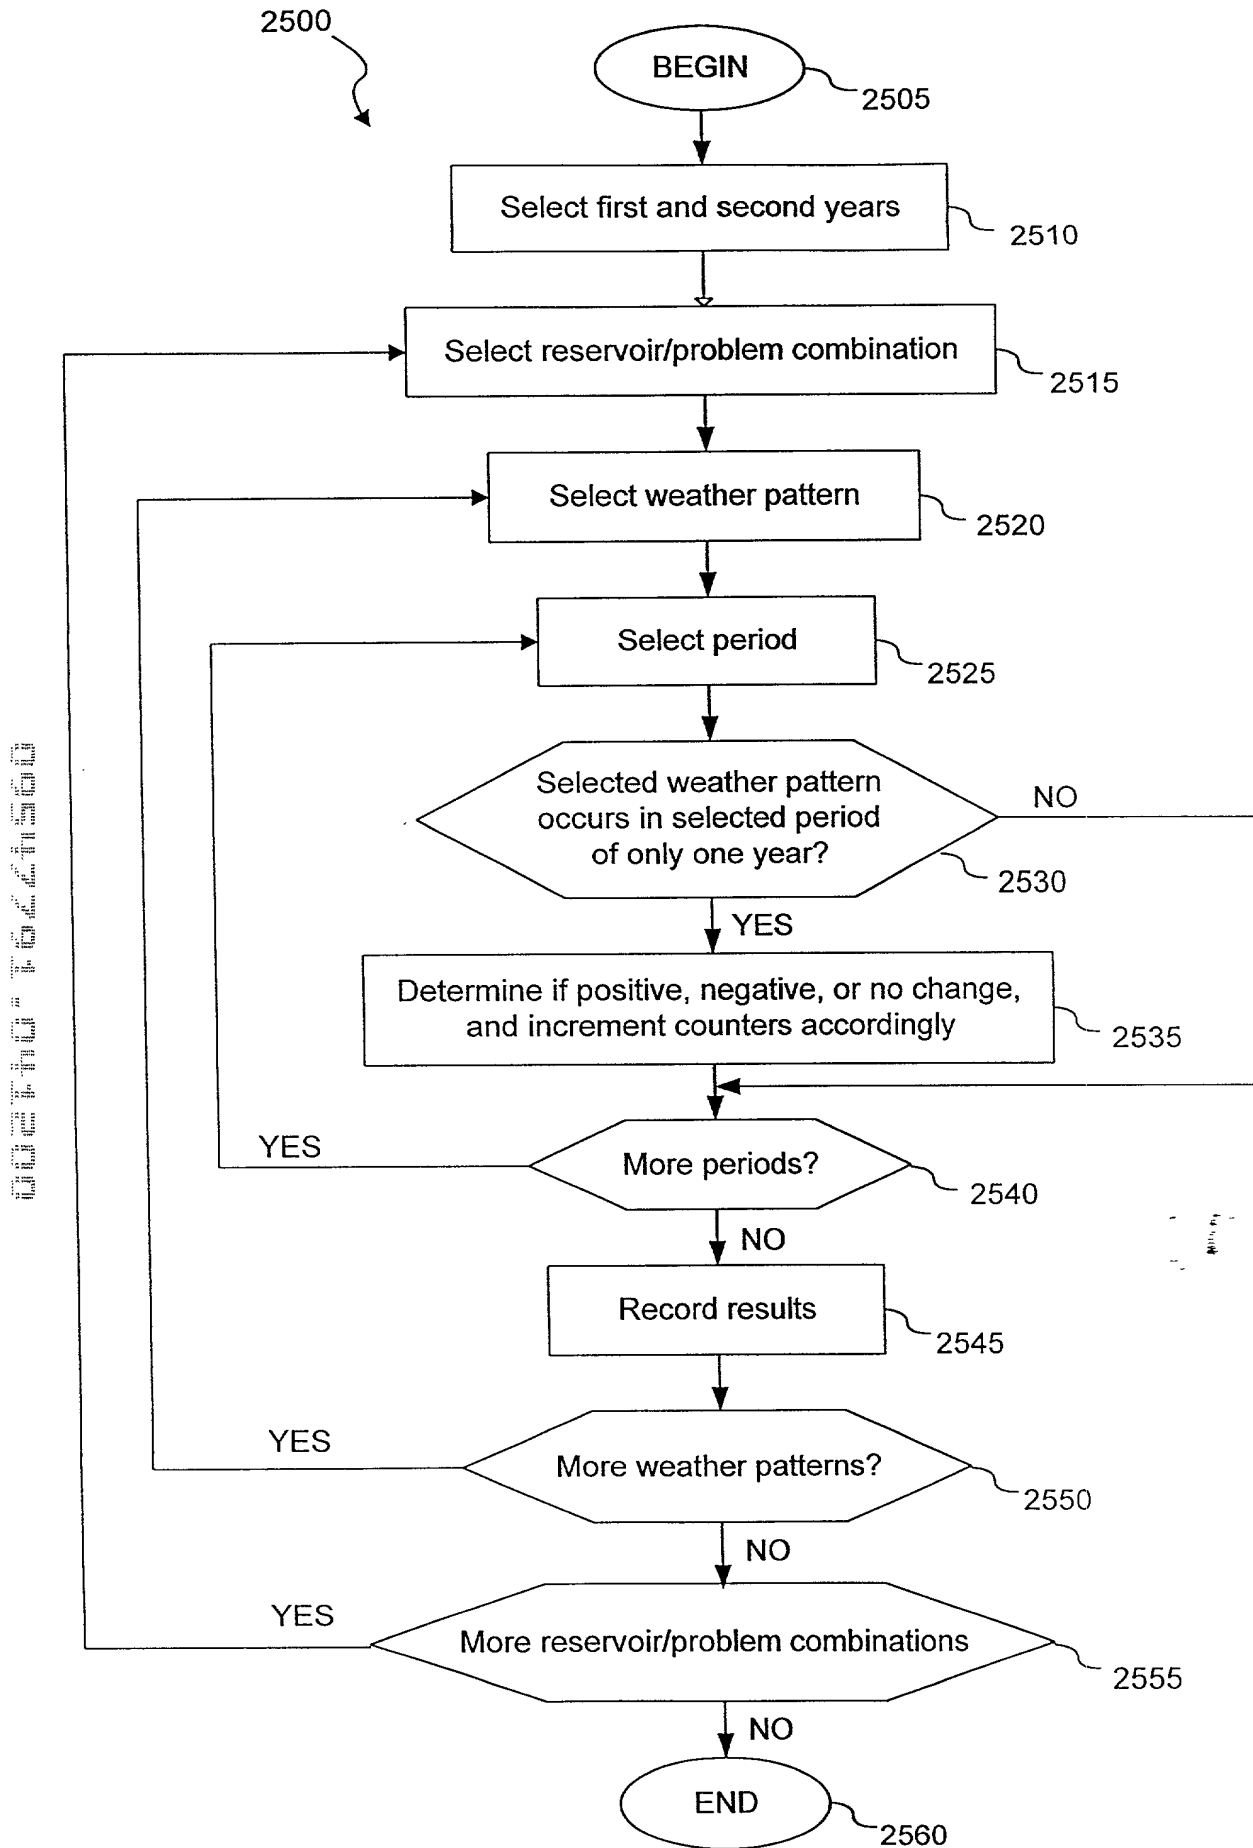 2500
BEGIN
2505
Select first and second years
2510
Select reservoir/problem combination
2515
Select weather pattern
2520
Select period
2525
Selected weather pattern
occurs in selected period
of only one year?
NO
2530
YES
Determine if positive, negative, or no change,
and increment counters accordingly
2535
YES
More periods?
2540
NO
Record results
2545
YES
More weather patterns?
2550
NO
YES
More reservoir/problem combinations
2555
NO
END
2560